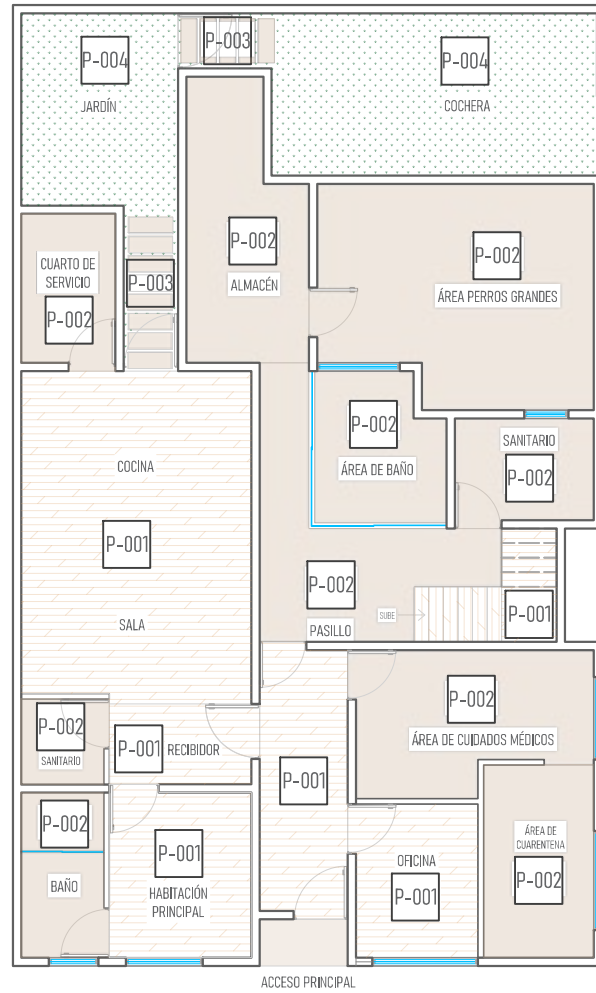 P-003
P-004
JARDÍN
P-004
COCHERA
P-002
ALMACÉN
P-002
ÁREA PERROS GRANDES
CUARTO DE
SERVICIO
P-002
P-003
P-002
ÁREA DE BAÑO
SANITARIO
P-002
COCINA
P-001
SALA
P-002
PASILLO
SUBE
P-001
P-002
SANITARIO
P-001
RECIBIDOR
P-001
P-002
ÁREA DE CUIDADOS MÉDICOS
P-002
BAÑO
P-001
HABITACIÓN
PRINCIPAL
OFICINA
P-001
ÁREA DE
CUARENTENA
P-002
ACCESO PRINCIPAL